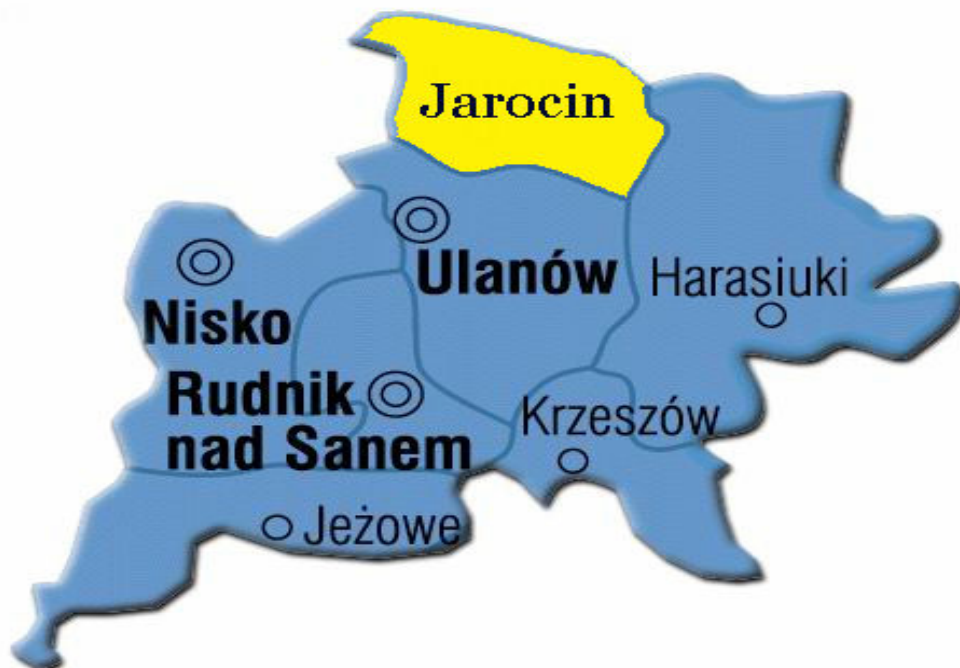 Jarocin
Ulanów
Harasiuki
Nisko
Rudnik
nad Sanem
Krzeszów
Jeżowe